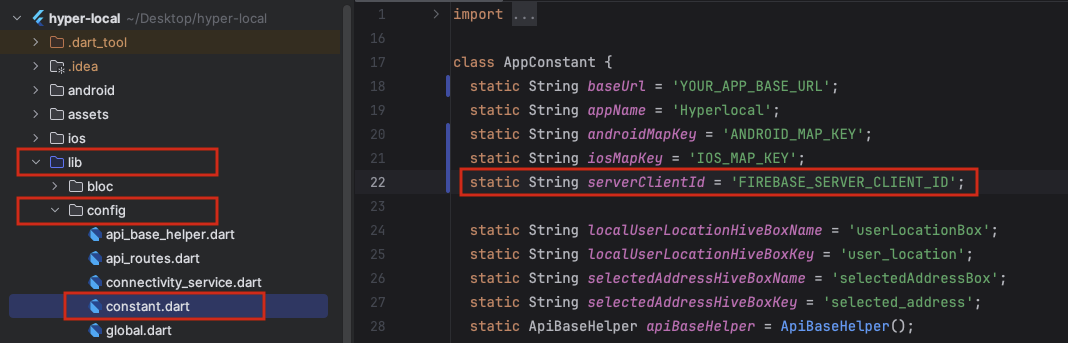 hyper-local ~/Desktop/hyper-local
.dart_tool
.idea
android
assets
ios
lib
bloc
config
api_base_helper.dart
api_routes.dart
connectivity_service.dart
constant.dart
global.dart
1 import ...
16
17 class AppConstant {
18 static String baseUrl = 'YOUR_APP_BASE_URL';
19 static String appName = 'Hyperlocal';
20 static String androidMapKey = 'ANDROID_MAP_KEY';
21 static String iosMapKey = 'IOS_MAP_KEY';
22 static String serverClientId = 'FIREBASE_SERVER_CLIENT_ID';
23
24 static String localUserLocationHiveBoxName = 'userLocationBox';
25 static String localUserLocationHiveBoxKey = 'user_location';
26 static String selectedAddressHiveBoxName = 'selectedAddressBox';
27 static String selectedAddressHiveBoxKey = 'selected_address';
28 static ApiBaseHelper apiBaseHelper = ApiBaseHelper();